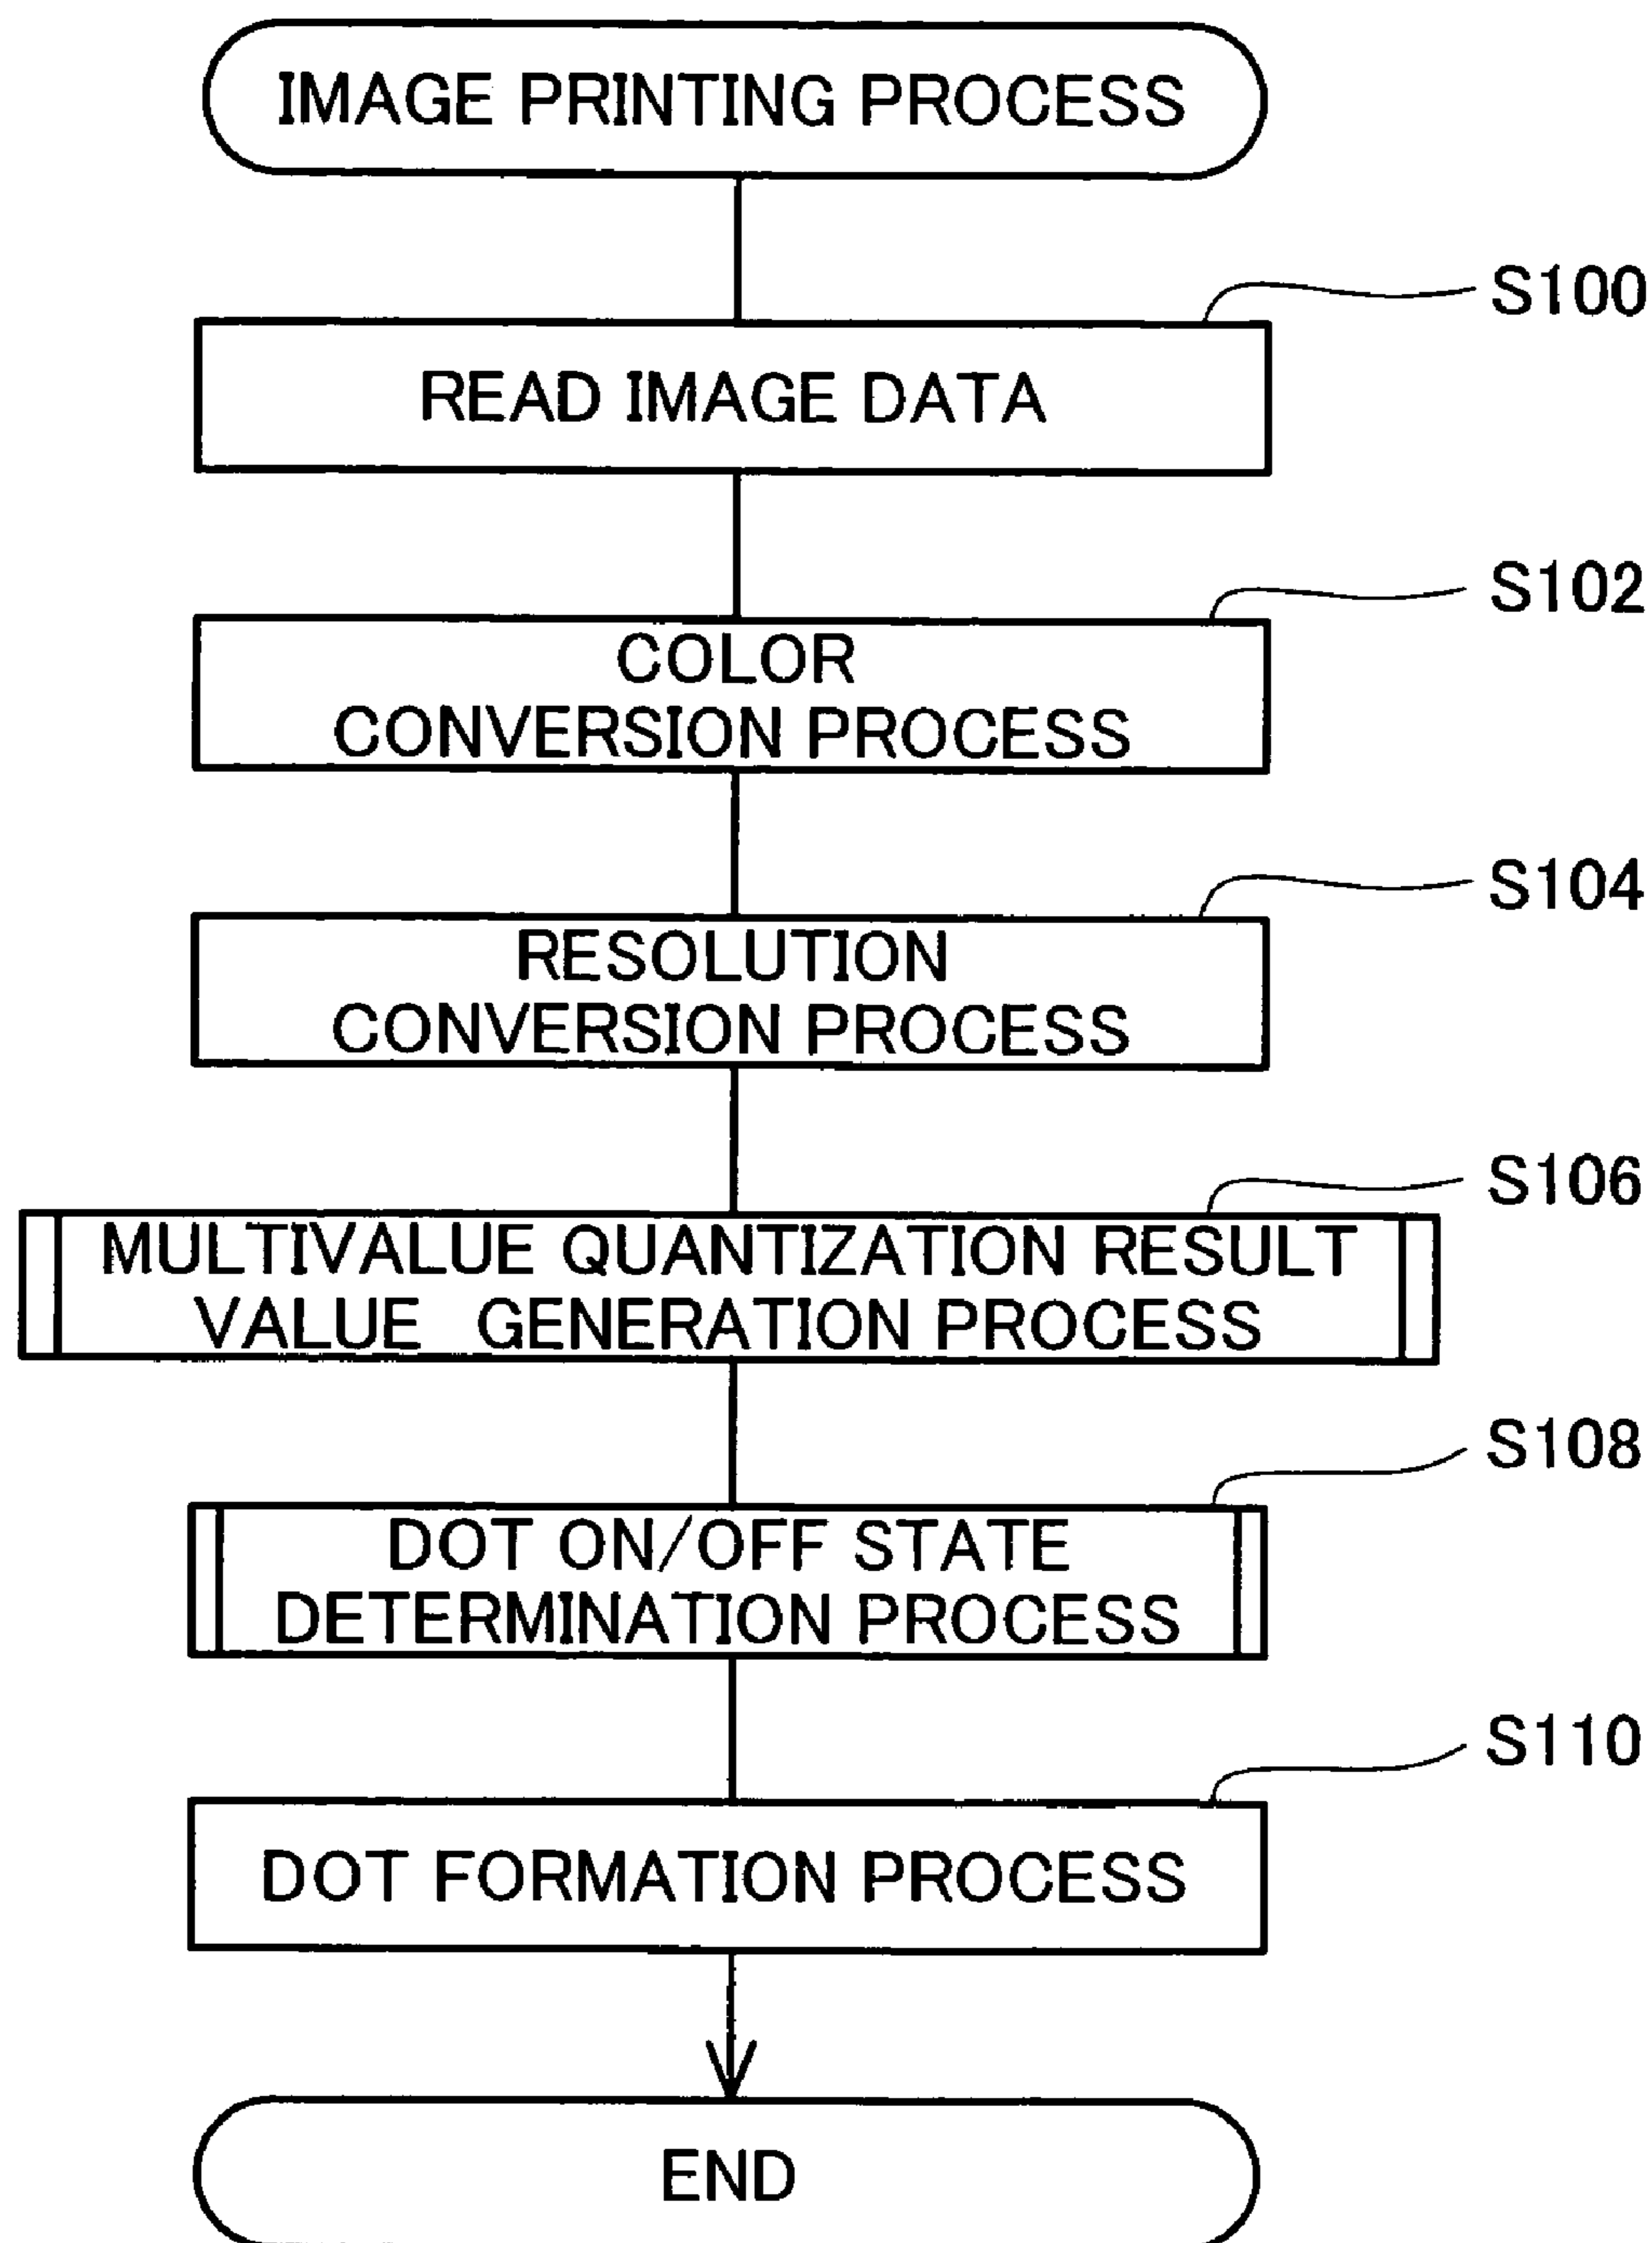 IMAGE PRINTING PROCESS
S100
READ IMAGE DATA
S102
COLOR
CONVERSION PROCESS
S104
RESOLUTION
CONVERSION PROCESS
S106
MULTIVALUE QUANTIZATION RESULT
VALUE GENERATION PROCESS
S108
DOT ON/OFF STATE
DETERMINATION PROCESS
S110
DOT FORMATION PROCESS
END